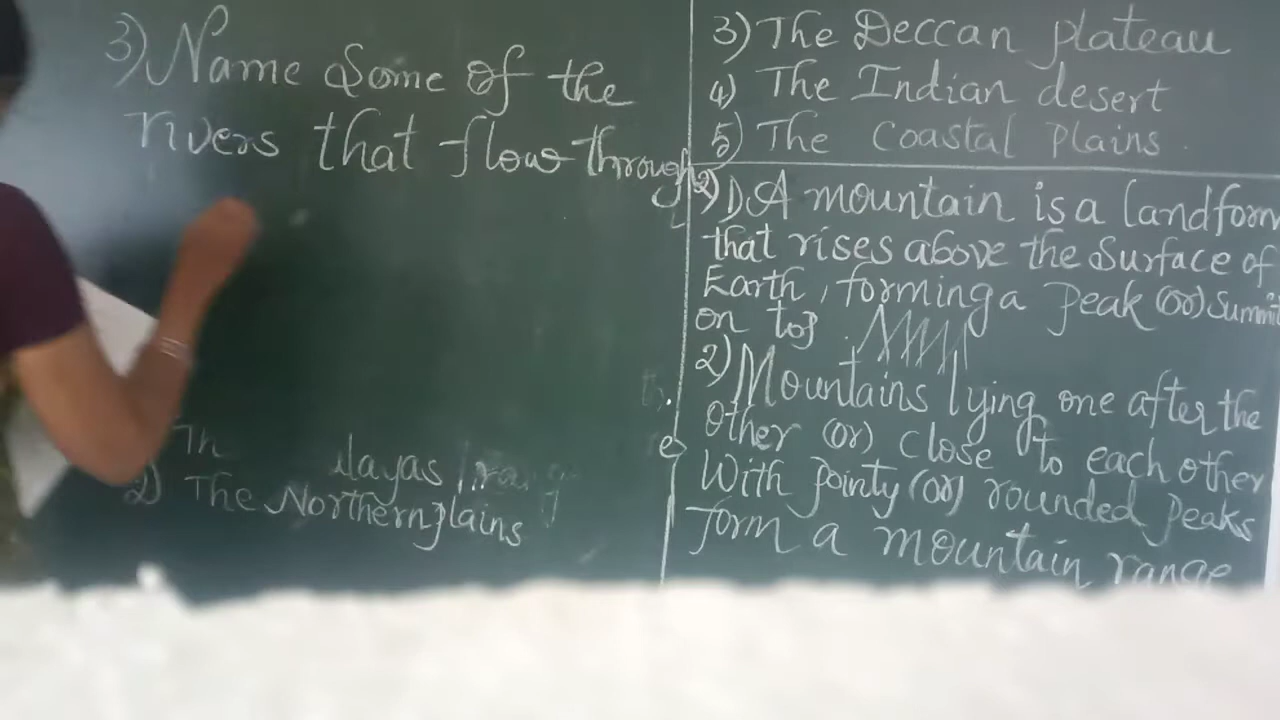 3) Name Some of the
rivers that flow through
layas
2) The Northern plains
3) The Deccan plateau
4) The Indian desert
5) The Coastal Plains.
2) 1) A mountain is a landform
that rises above the Surface of
Earth, forming a peak (or) Summit
on top.
2) Mountains lying one after the
other (or) close to each other
With pointy (or) rounded peaks
form a mountain range